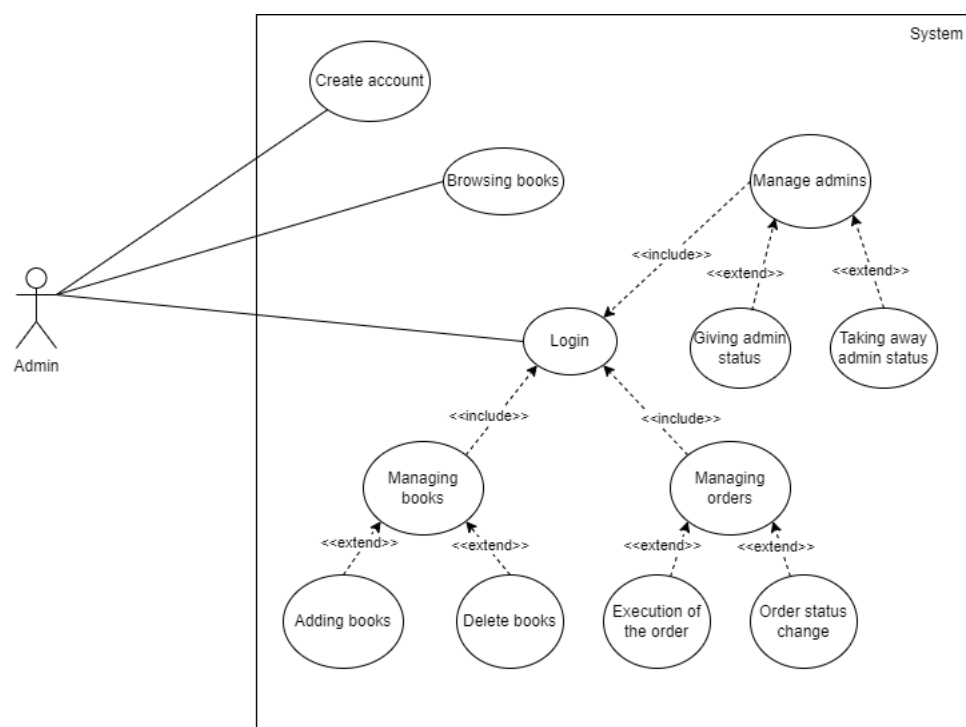 System
Create account
Browsing books
Manage admins
<<include>>
<<extend>>
<<extend>>
Admin
Login
Giving admin
status
Taking away
admin status
<<include>>
<<include>>
Managing
books
Managing
orders
<<extend>>
<<extend>>
<<extend>>
<<extend>>
Adding books
Delete books
Execution of
the order
Order status
change